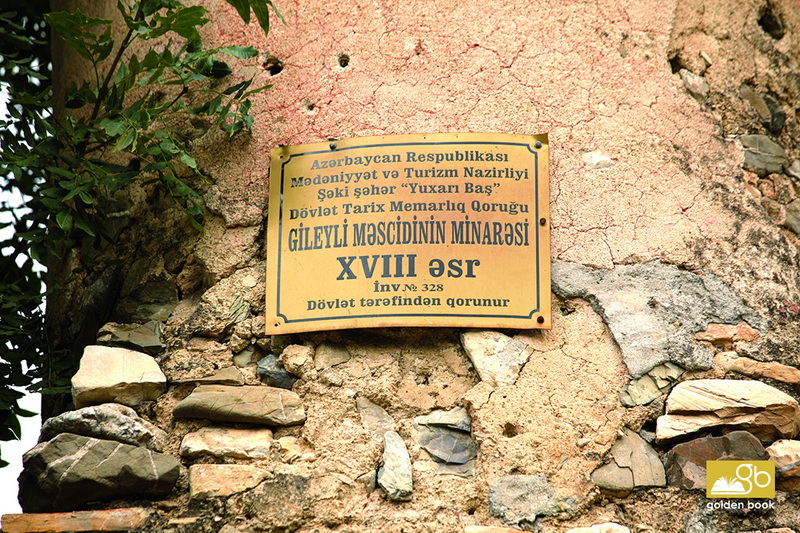 Azərbaycan Respublikası
Mədəniyyət və Turizm Nazirliyi
Şəki şəhər "Yuxarı Baş"
Dövlət Tarix Memarlıq Qoruğu
GİLEYLİ MƏSCİDİNİN MİNARƏSİ
XVIII əsr
İnv № 328
Dövlət tərəfindən qorunur
gb
golden book